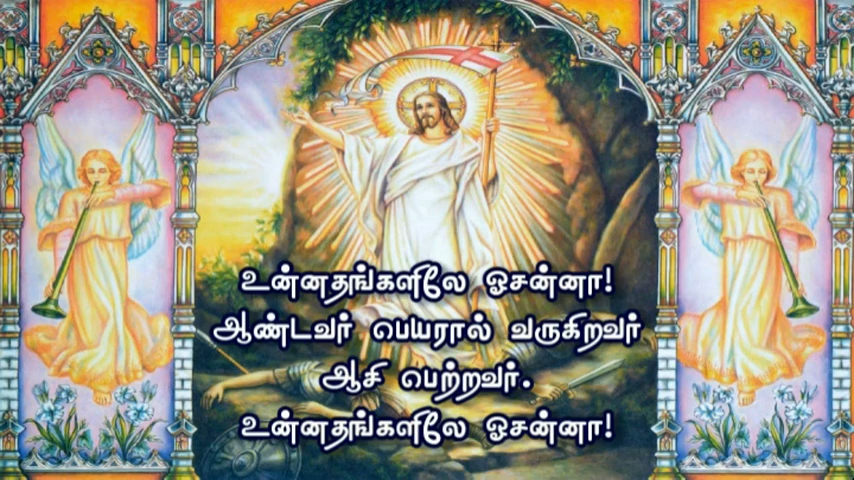 உன்னதங்களிலே ஓசன்னா!
ஆண்டவர் பெயரால் வருகிறவர்
ஆசி பெற்றவர்.
உன்னதங்களிலே ஓசன்னா!